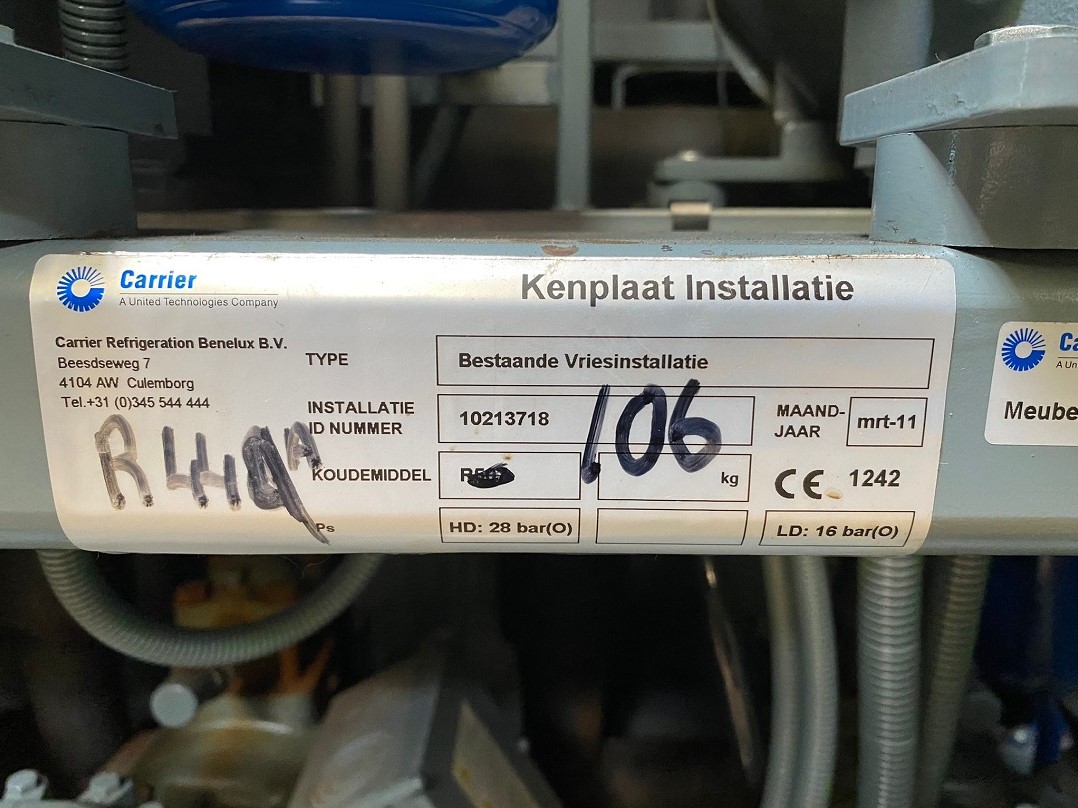 Carrier
A United Technologies Company
Kenplaat Installatie
Carrier Refrigeration Benelux B.V.
Beesdseweg 7
4104 AW Culemborg
Tel.+31 (0)345 544 444
TYPE
Bestaande Vriesinstallatie
INSTALLATIE
ID NUMMER
10213718
MAAND-
JAAR
mrt-11
106
KOUDEMIDDEL
kg
CE 1242
Ps
HD: 28 bar(O)
LD: 16 bar(O)
Meube